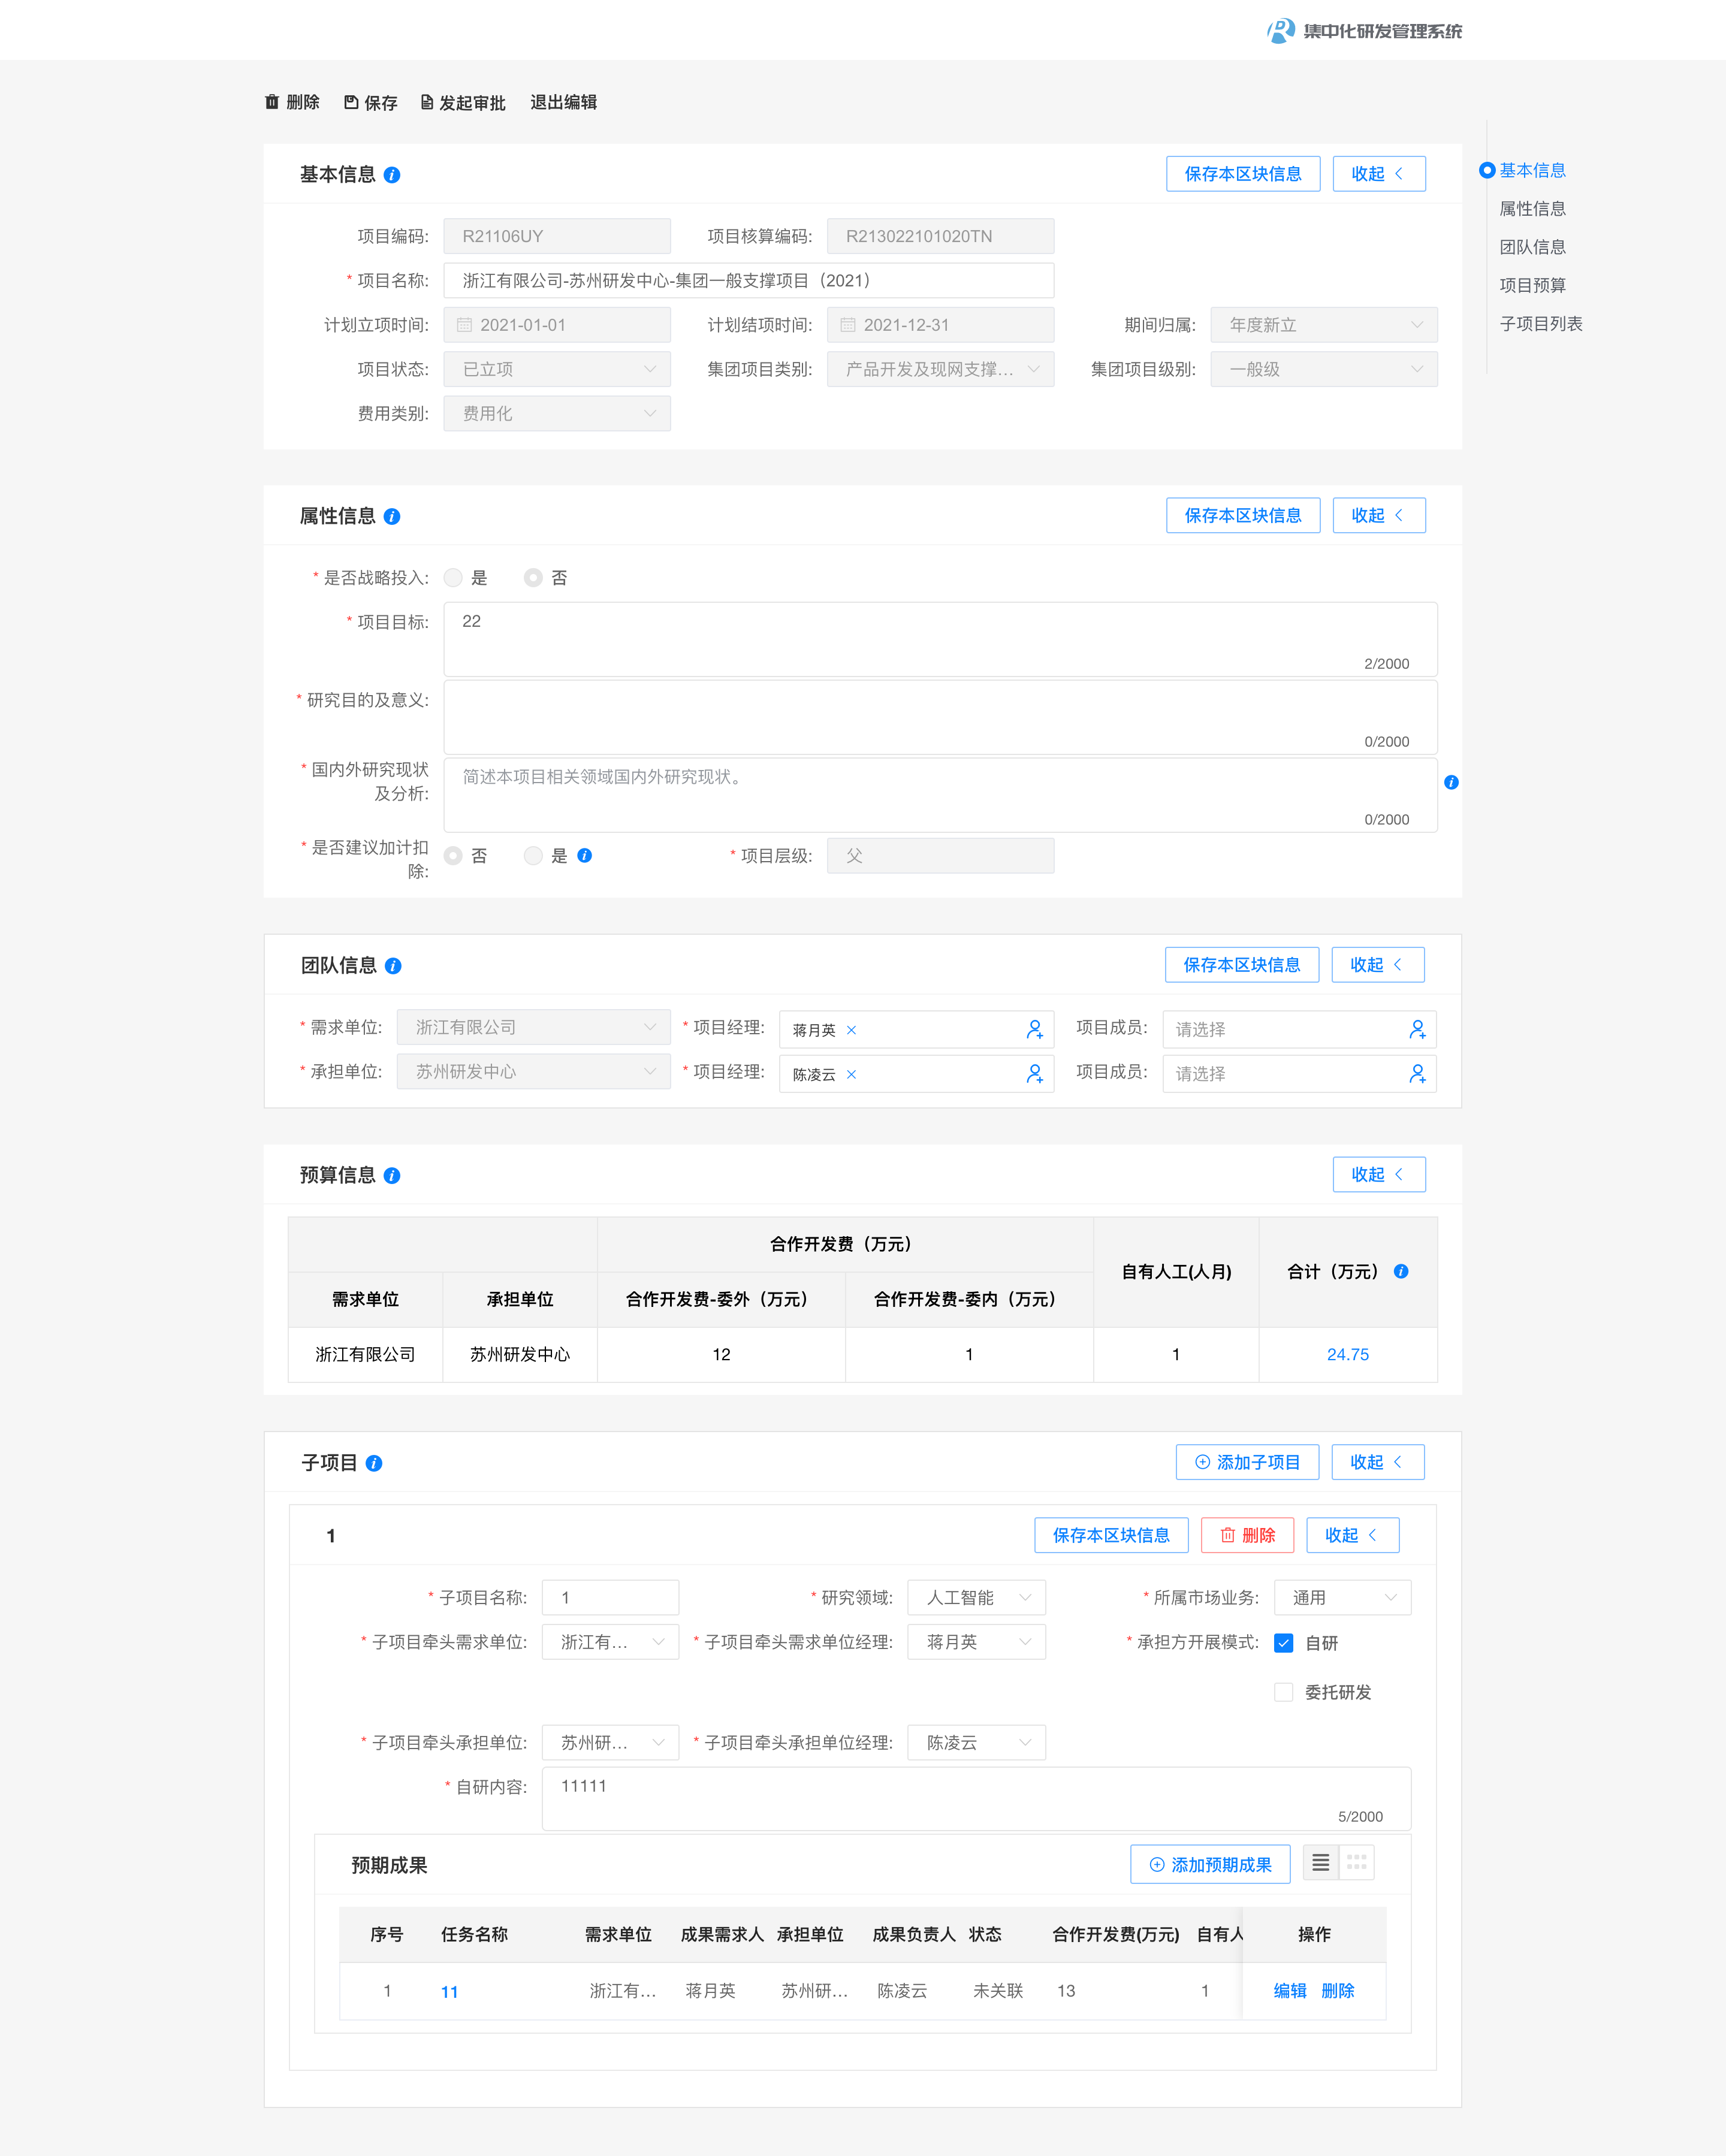 集中化研发管理系统
删除 保存 发起审批 退出编辑
基本信息 保存本区块信息 收起
基本信息
属性信息
团队信息
项目预算
子项目列表
项目编码: R21106UY 项目核算编码: R213022101020TN
* 项目名称: 浙江有限公司-苏州研发中心-集团一般支撑项目（2021）
计划立项时间: 2021-01-01 计划结项时间: 2021-12-31 期间归属: 年度新立
项目状态: 已立项 集团项目类别: 产品开发及现网支撑... 集团项目级别: 一般级
费用类别: 费用化
属性信息 保存本区块信息 收起
* 是否战略投入: 是 否
* 项目目标: 22
2/2000
* 研究目的及意义:
0/2000
* 国内外研究现状及分析: 简述本项目相关领域国内外研究现状。
0/2000
* 是否建议加计扣除: 否 是 * 项目层级: 父
团队信息 保存本区块信息 收起
* 需求单位: 浙江有限公司 * 项目经理: 蒋月英 × 项目成员: 请选择
* 承担单位: 苏州研发中心 * 项目经理: 陈凌云 × 项目成员: 请选择
预算信息 收起
合作开发费（万元） 自有人工(人月) 合计（万元）
需求单位 承担单位 合作开发费-委外（万元） 合作开发费-委内（万元）
浙江有限公司 苏州研发中心 12 1 1 24.75
子项目 添加子项目 收起
1 保存本区块信息 删除 收起
* 子项目名称: 1 * 研究领域: 人工智能 * 所属市场业务: 通用
* 子项目牵头需求单位: 浙江有... * 子项目牵头需求单位经理: 蒋月英 * 承担方开展模式: 自研
委托研发
* 子项目牵头承担单位: 苏州研... * 子项目牵头承担单位经理: 陈凌云
* 自研内容: 11111
5/2000
预期成果 添加预期成果
序号 任务名称 需求单位 成果需求人 承担单位 成果负责人 状态 合作开发费(万元) 自有人 操作
1 11 浙江有... 蒋月英 苏州研... 陈凌云 未关联 13 1 编辑 删除